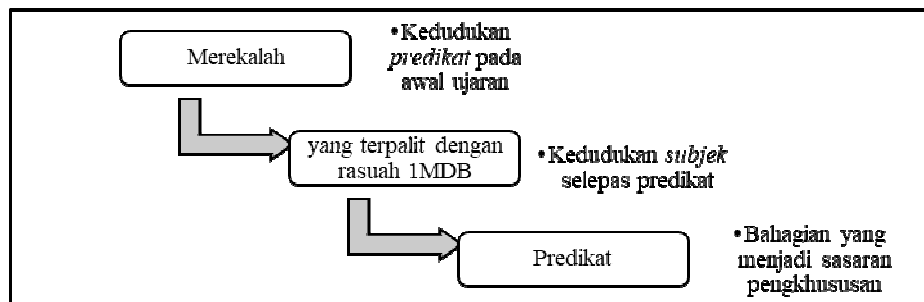 Merekalah
•Kedudukan
predikat pada
awal ujaran
yang terpalit dengan
rasuah 1MDB
•Kedudukan subjek
selepas predikat
Predikat
•Bahagian yang
menjadi sasaran
pengkhususan